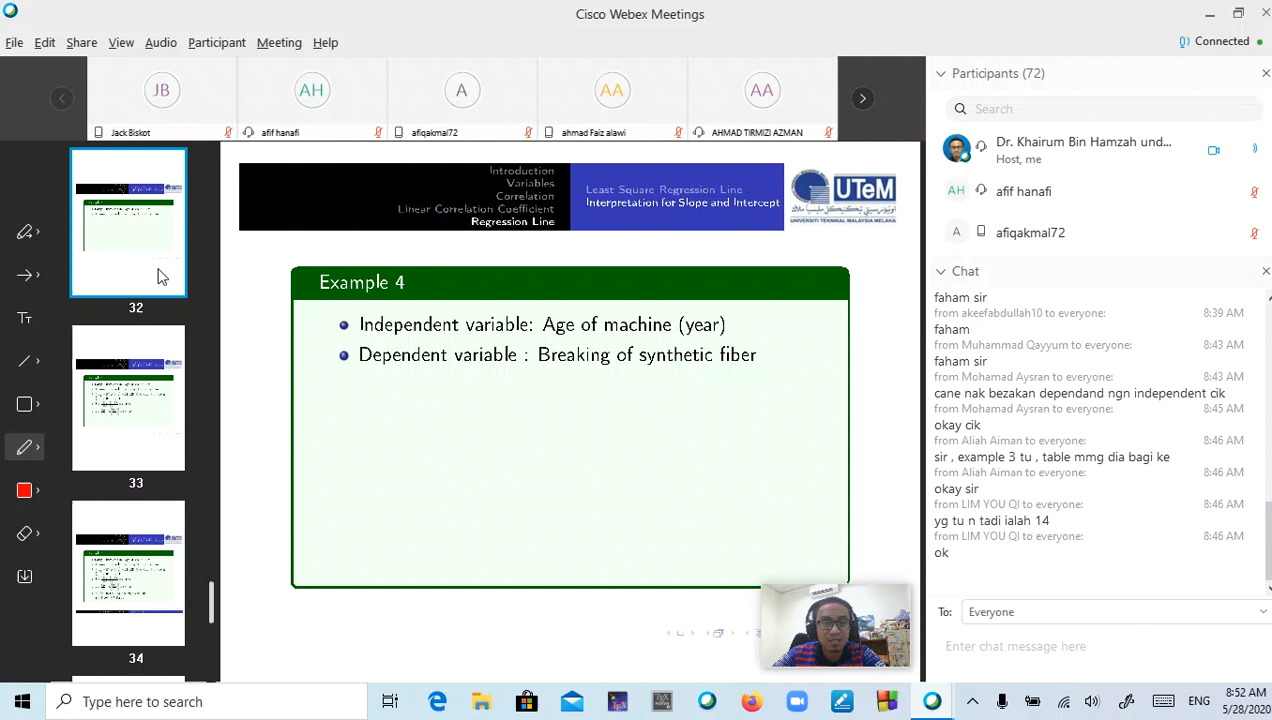 Cisco Webex Meetings
File Edit Share View Audio Participant Meeting Help
Connected
JB
AH
A
AA
AA
Jack Biskot
afif hanafi
afiqakmal72
ahmad Faiz alawi
AHMAD TIRMIZI AZMAN
Participants (72)
Search
Dr. Khairum Bin Hamzah und...
Host, me
AH
afif hanafi
A
afiqakmal72
Introduction
Variables
Correlation
Linear Correlation Coefficient
Regression Line
Least Square Regression Line
Interpretation for Slope and Intercept
UTeM
اونيۏرسيتي تيكنيكل مليسيا ملاك
UNIVERSITI TEKNIKAL MALAYSIA MELAKA
Example 4
Independent variable: Age of machine (year)
Dependent variable : Breaking of synthetic fiber
32
33
34
Tт
Chat
faham sir
from akeefabdullah10 to everyone: 8:39 AM
faham
from Muhammad Qayyum to everyone: 8:43 AM
faham sir
from Mohamad Aysran to everyone: 8:43 AM
cane nak bezakan dependand ngn independent cik
from Mohamad Aysran to everyone: 8:45 AM
okay cik
from Aliah Aiman to everyone: 8:46 AM
sir , example 3 tu , table mmg dia bagi ke
from Aliah Aiman to everyone: 8:46 AM
okay sir
from LIM YOU QI to everyone: 8:46 AM
yg tu n tadi ialah 14
from LIM YOU QI to everyone: 8:46 AM
ok
To: Everyone
Enter chat message here
Type here to search
ENG
8:52 AM
5/28/2020